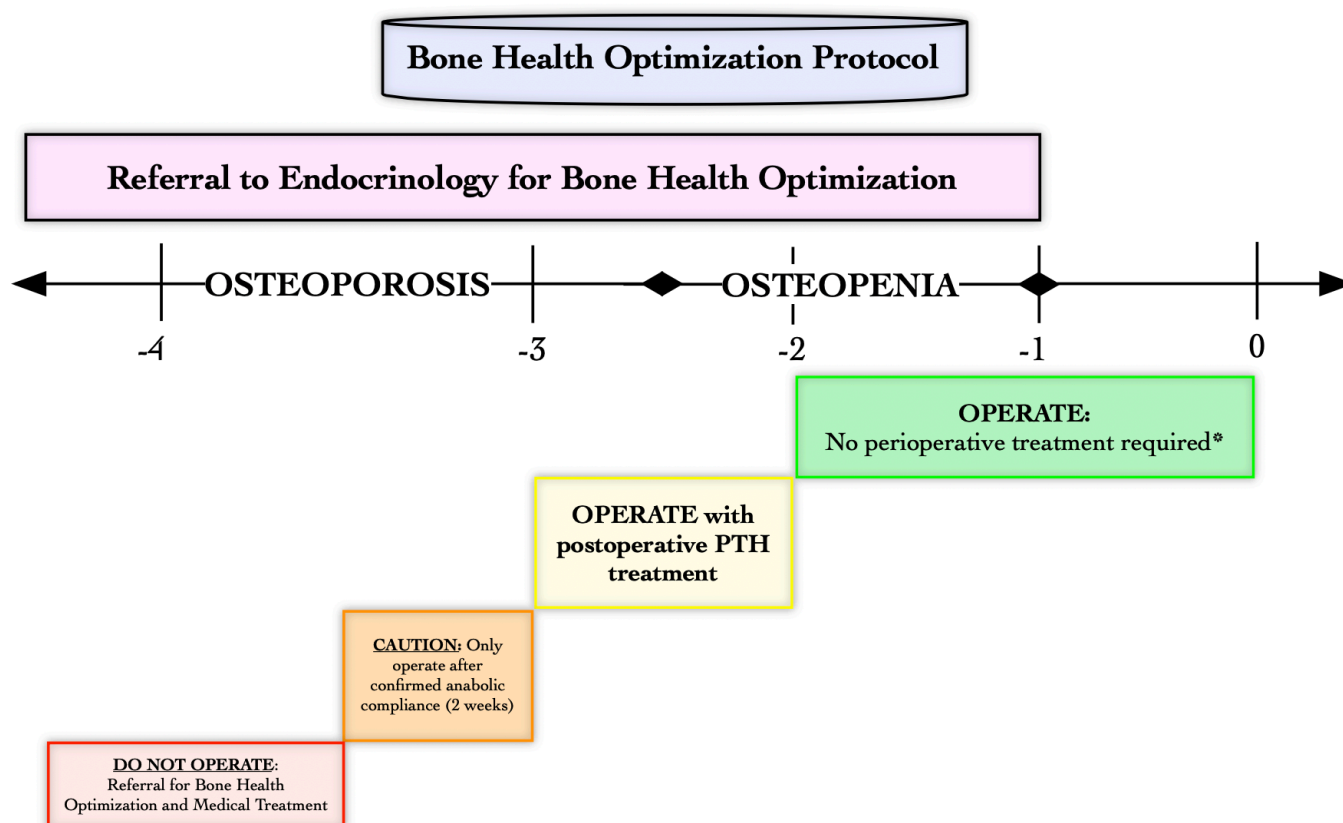 Bone Health Optimization Protocol
Referral to Endocrinology for Bone Health Optimization
OSTEOPOROSIS OSTEOPENIA
-4 -3 -2 -1 0
OPERATE:
No perioperative treatment required*
OPERATE with
postoperative PTH
treatment
CAUTION: Only
operate after
confirmed anabolic
compliance (2 weeks)
DO NOT OPERATE:
Referral for Bone Health
Optimization and Medical Treatment